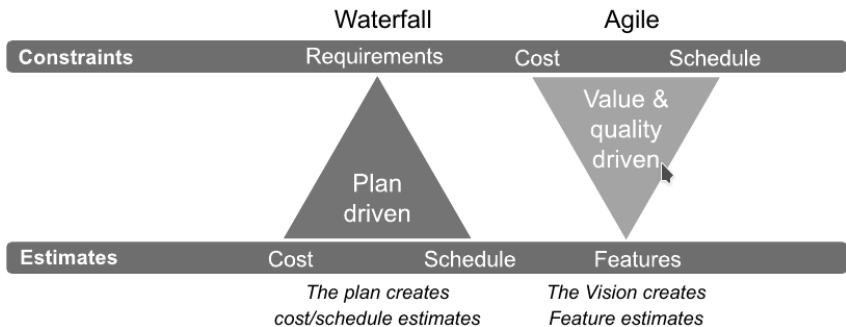 Waterfall Agile
Constraints Requirements Cost Schedule
Value &
quality
driven
Plan
driven
Estimates Cost Schedule Features
The plan creates
cost/schedule estimates
The Vision creates
Feature estimates